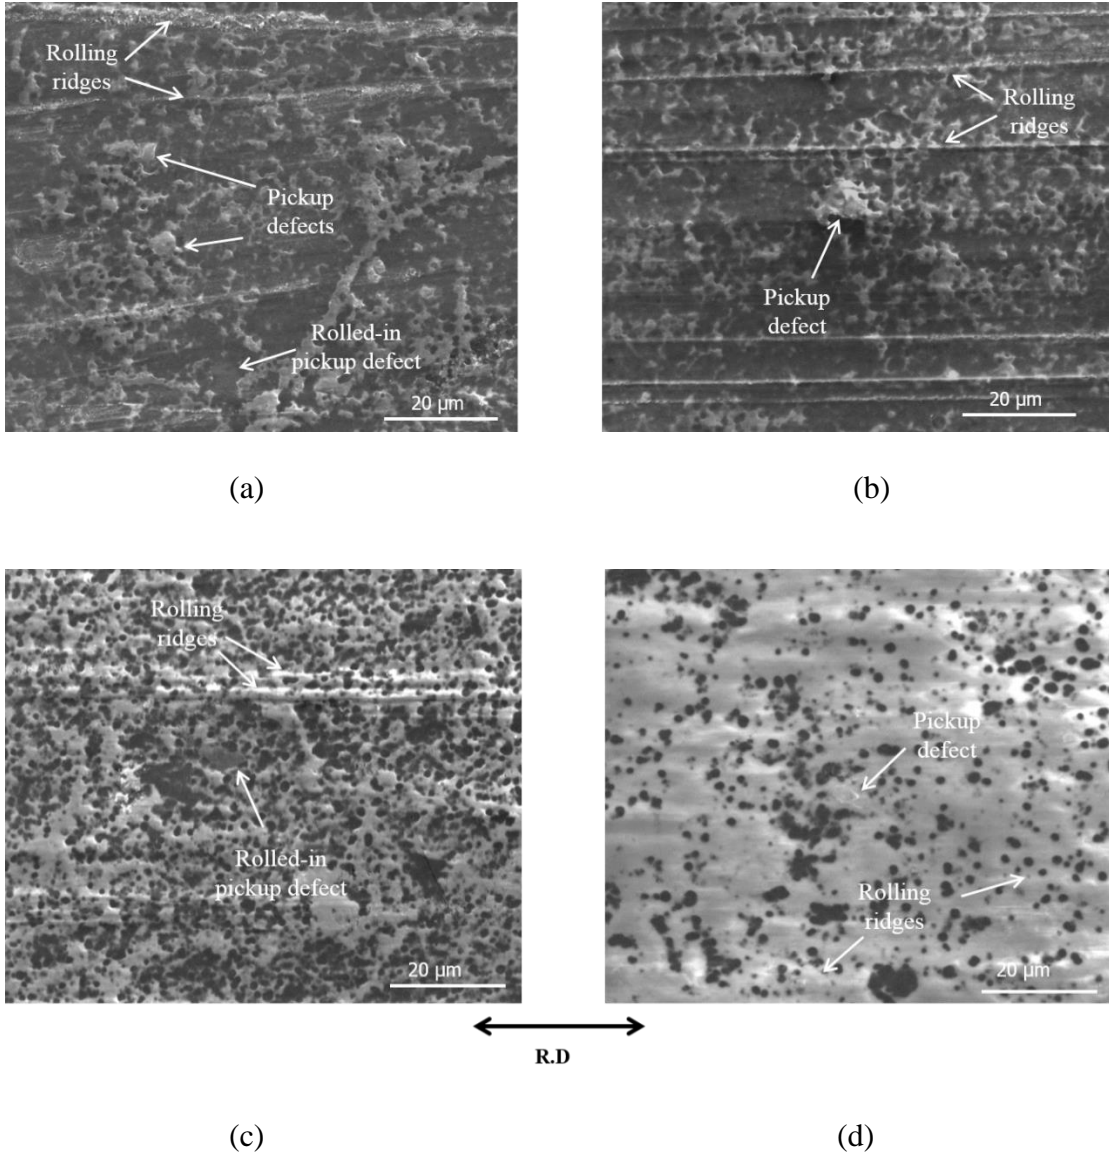 Rolling
ridges
Pickup
defects
Rolled-in
pickup defect
20 µm
Rolling
ridges
Pickup
defect
20 µm
(a)
(b)
Rolling
ridges
Rolled-in
pickup defect
20 µm
Pickup
defect
Rolling
ridges
20 µm
R.D
(c)
(d)